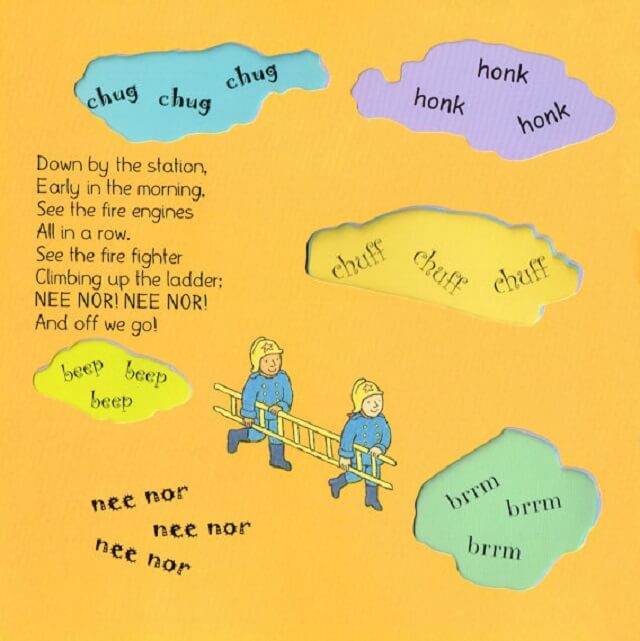 chug chug chug
honk
honk
honk
Down by the station,
Early in the morning,
See the fire engines
All in a row.
See the fire fighter
Climbing up the ladder;
NEE NOR! NEE NOR!
And off we go!
chuff chuff chuff
beep beep
beep
nee nor
nee nor
nee nor
brrm
brrm
brrm